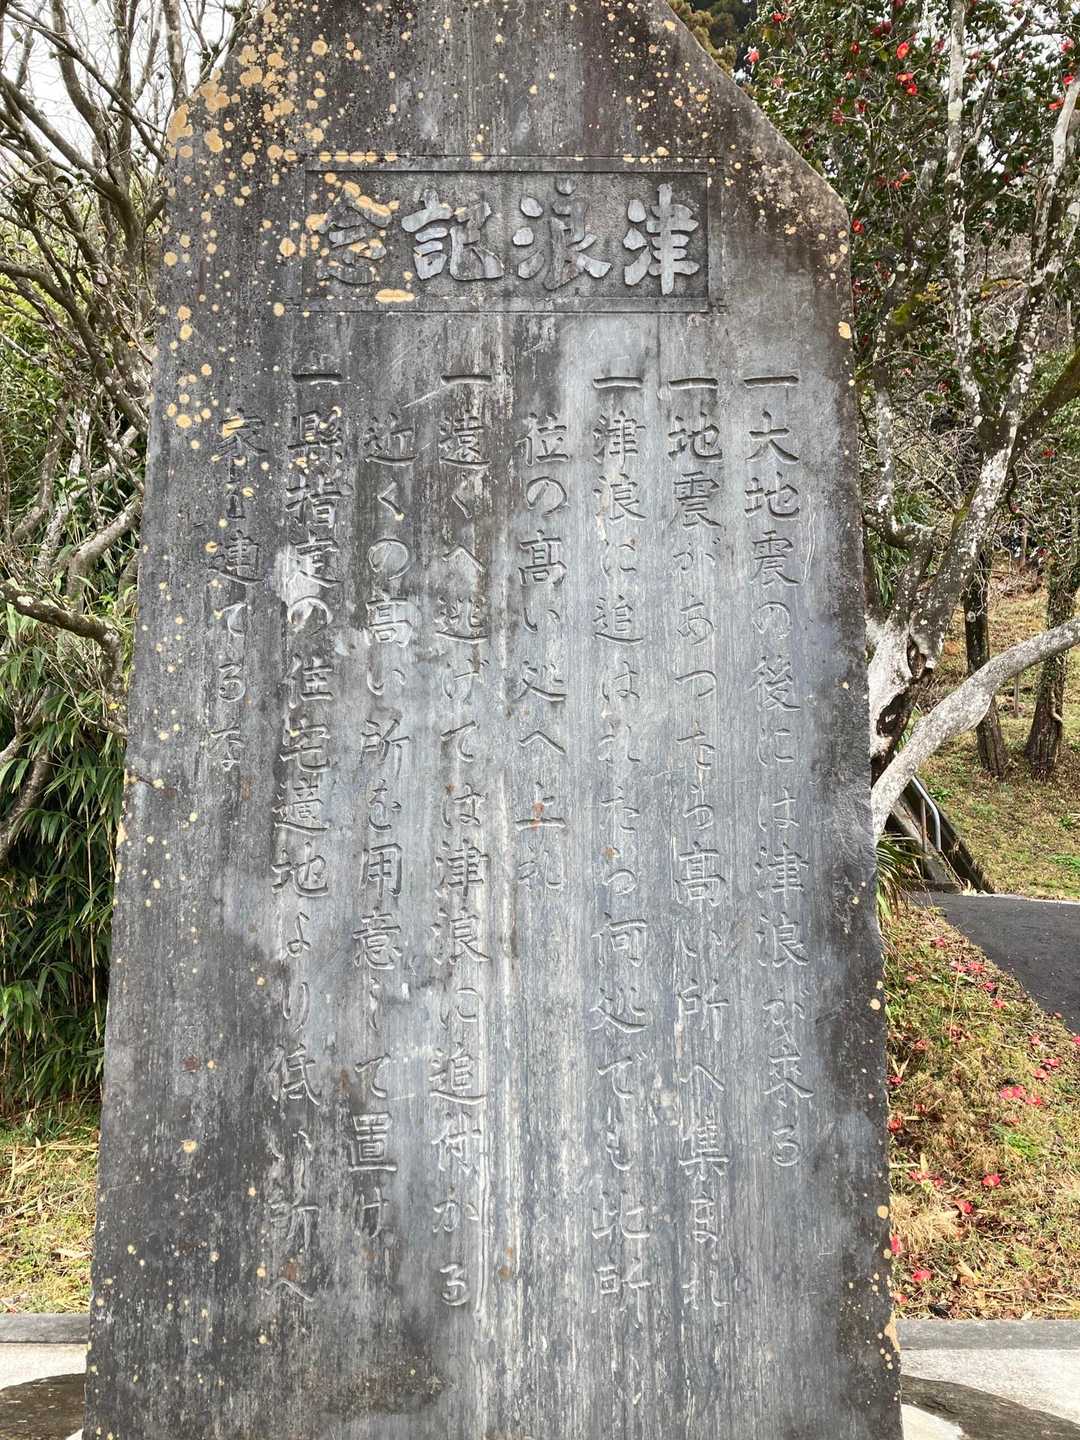 津浪記念
一大地震の後には津浪が来る
一地震があつたら高い所へ集まれ
一津浪に追はれたら何処でも此所
位の高い処へ上れ
一遠くへ逃げては津浪に追付かる
近くの高い所を用意して置け
一縣指定の住宅適地より低い所へ
家を建てるな